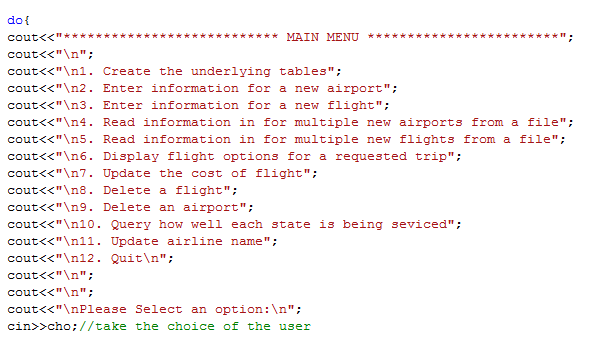 do{
cout<<"*************************** MAIN MENU ************************";
cout<<"\n";
cout<<"\n1. Create the underlying tables";
cout<<"\n2. Enter information for a new airport";
cout<<"\n3. Enter information for a new flight";
cout<<"\n4. Read information in for multiple new airports from a file";
cout<<"\n5. Read information in for multiple new flights from a file";
cout<<"\n6. Display flight options for a requested trip";
cout<<"\n7. Update the cost of flight";
cout<<"\n8. Delete a flight";
cout<<"\n9. Delete an airport";
cout<<"\n10. Query how well each state is being seviced";
cout<<"\n11. Update airline name";
cout<<"\n12. Quit\n";
cout<<"\n";
cout<<"\n";
cout<<"\nPlease Select an option:\n";
cin>>cho;//take the choice of the user